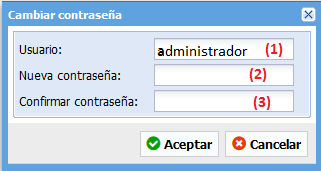 Cambiar contraseña
Usuario: administrador (1)
Nueva contraseña: (2)
Confirmar contraseña: (3)
Aceptar Cancelar